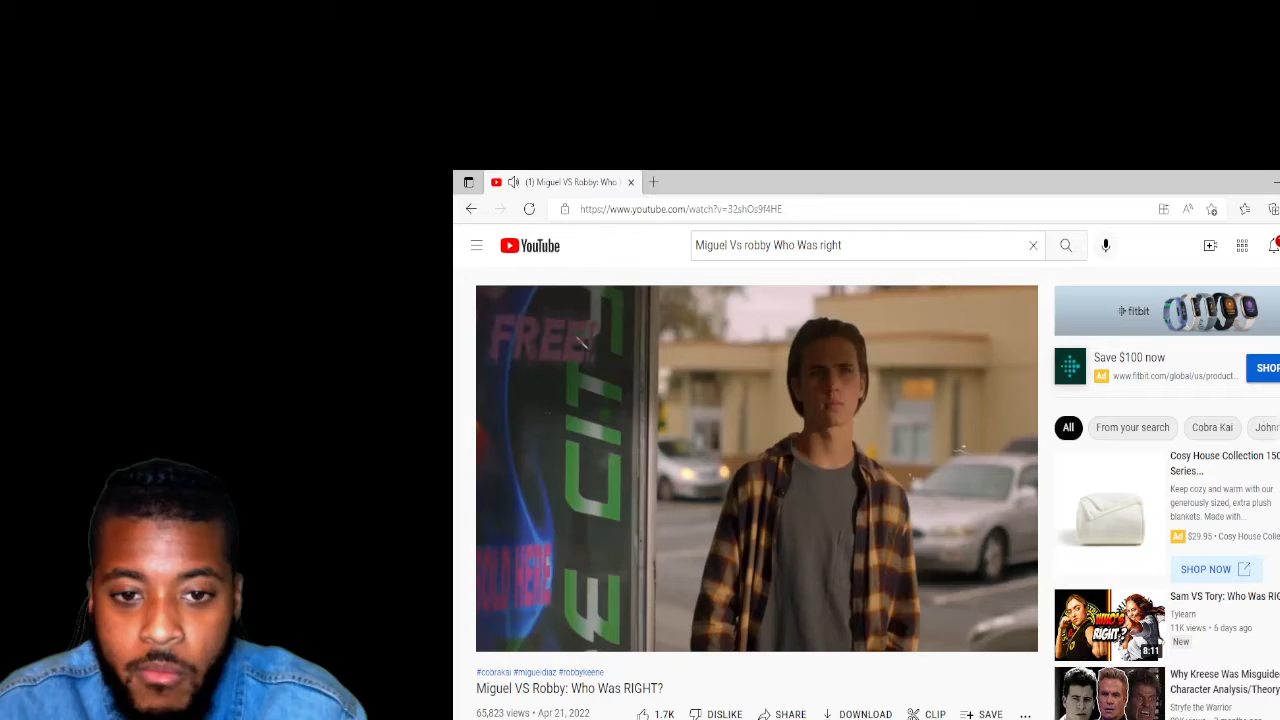 (1) Miguel VS Robby: Who
https://www.youtube.com/watch?v=32shOs9f4HE
YouTube
Miguel Vs robby Who Was right
FREE!
fitbit
Save $100 now
Ad www.fitbit.com/global/us/product...
SHOP
All
From your search
Cobra Kai
Cosy House Collection
Series...
Keep cozy and warm with our
generously sized, extra plush
blankets. Made with...
Ad $29.95 • Cosy House
SHOP NOW
WHO'S
RIGHT?
8:11
Sam VS Tory: Who Was
Tylearn
11K views • 6 days ago
New
Why Kreese Was
Character Analysis/Theory
Stryfe the Warrior
#cobrakai #migueldiaz #robbykeene
Miguel VS Robby: Who Was RIGHT?
65,823 views • Apr 21, 2022
1.7K
DISLIKE
SHARE
DOWNLOAD
CLIP
SAVE